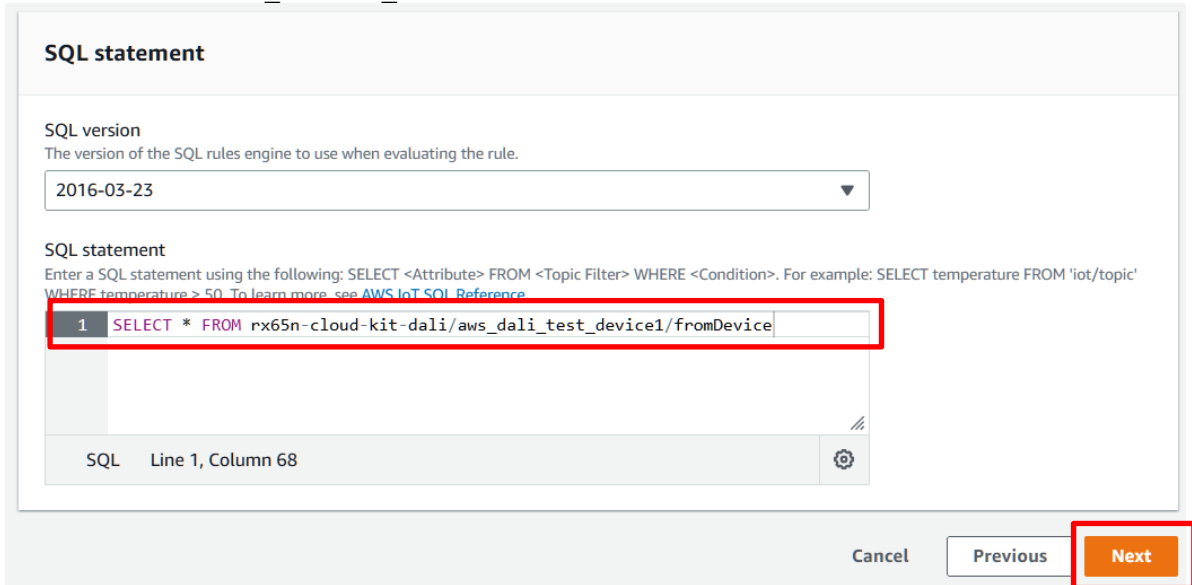 SQL statement
SQL version
The version of the SQL rules engine to use when evaluating the rule.
2016-03-23
SQL statement
Enter a SQL statement using the following: SELECT <Attribute> FROM <Topic Filter> WHERE <Condition>. For example: SELECT temperature FROM 'iot/topic'
WHERE temperature > 50. To learn more, see AWS IoT SQL Reference
1 SELECT * FROM rx65n-cloud-kit-dali/aws_dali_test_device1/fromDevice
SQL Line 1, Column 68
Cancel Previous Next